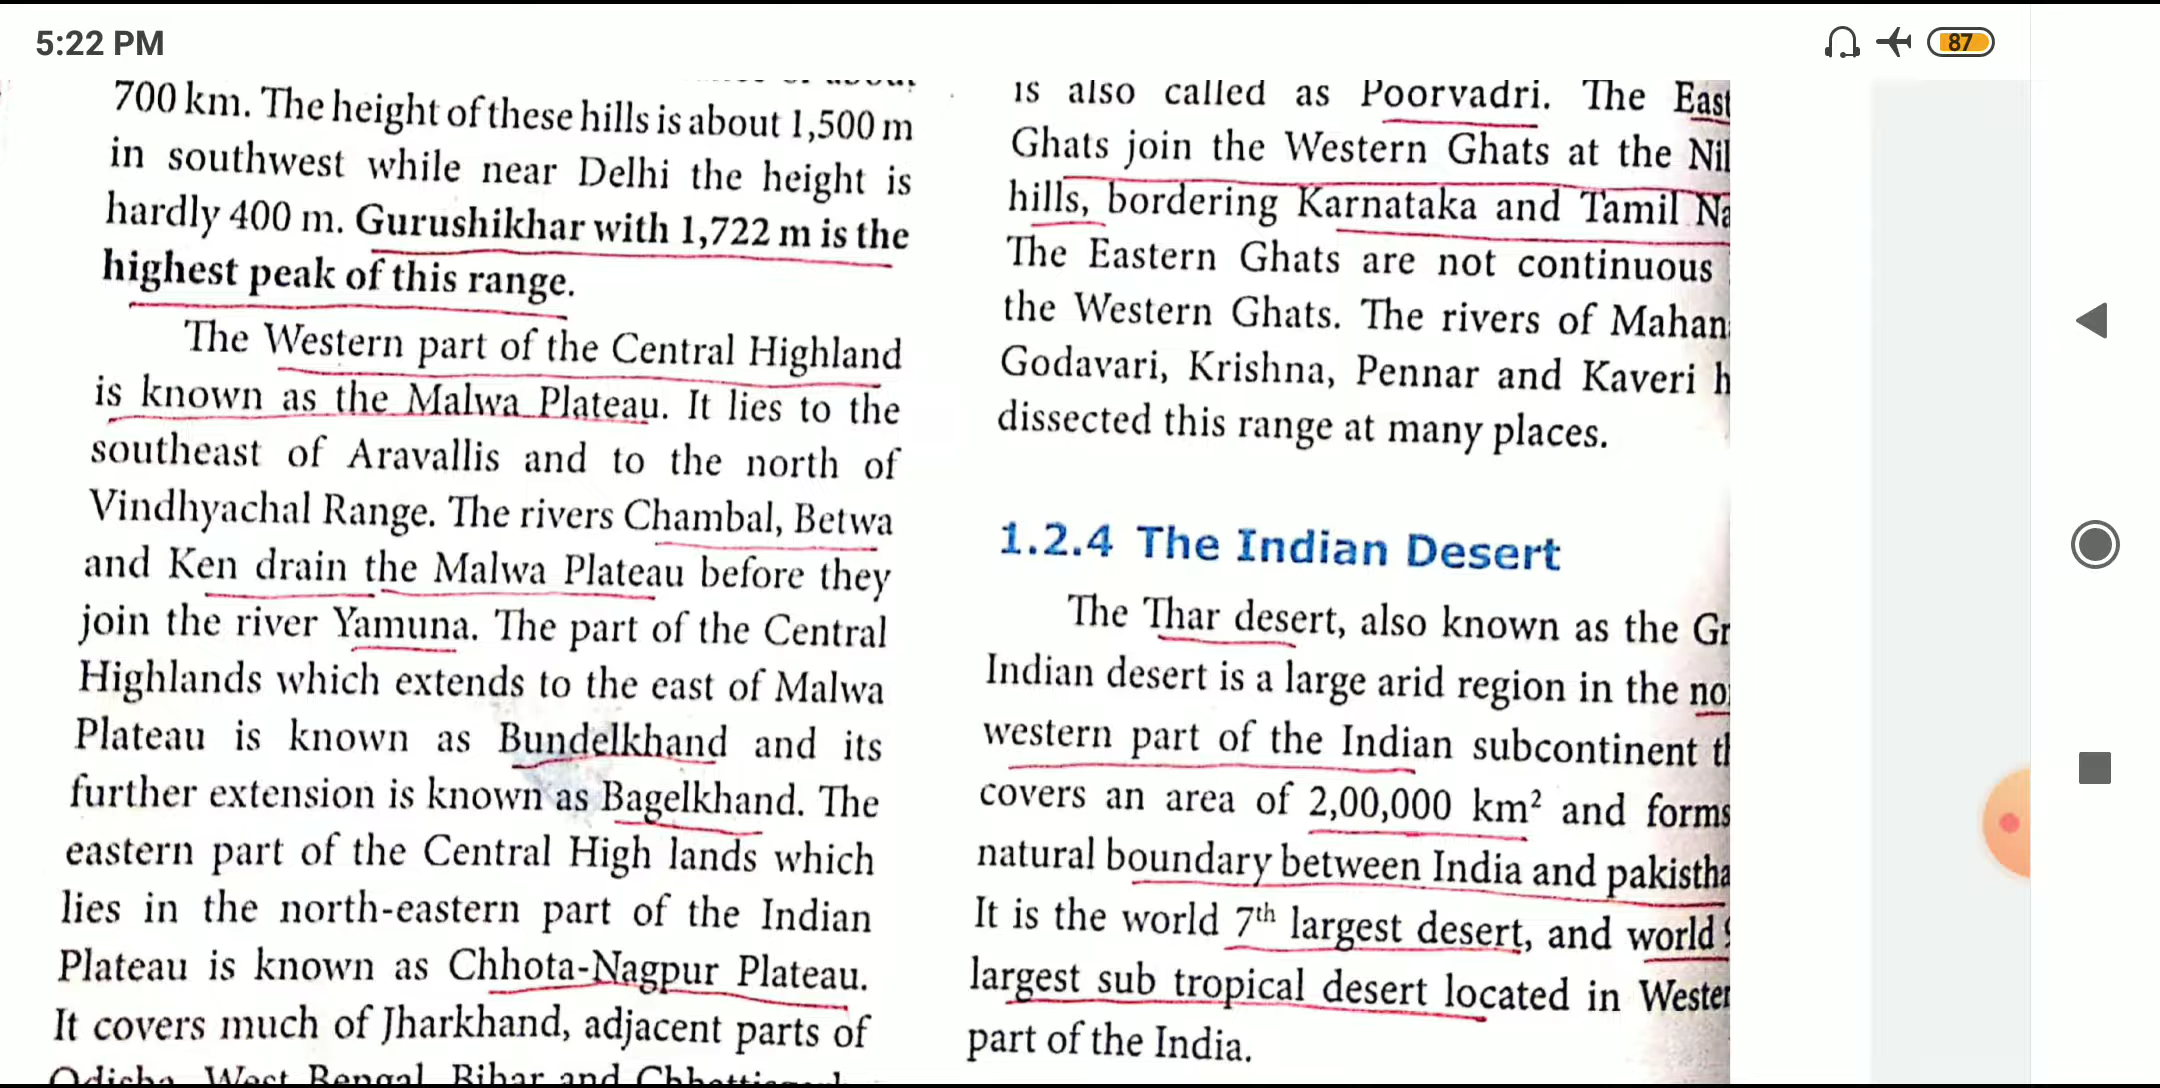 5:22 PM
87
700 km. The height of these hills is about 1,500 m
in southwest while near Delhi the height is
hardly 400 m. Gurushikhar with 1,722 m is the
highest peak of this range.
The Western part of the Central Highland
is known as the Malwa Plateau. It lies to the
southeast of Aravallis and to the north of
Vindhyachal Range. The rivers Chambal, Betwa
and Ken drain the Malwa Plateau before they
join the river Yamuna. The part of the Central
Highlands which extends to the east of Malwa
Plateau is known as Bundelkhand and its
further extension is known as Bagelkhand. The
eastern part of the Central High lands which
lies in the north-eastern part of the Indian
Plateau is known as Chhota-Nagpur Plateau.
It covers much of Jharkhand, adjacent parts of
Odisha, West Bengal, Bihar and
is also called as Poorvadri. The East
Ghats join the Western Ghats at the Nil
hills, bordering Karnataka and Tamil Na
The Eastern Ghats are not continuous
the Western Ghats. The rivers of Mahan
Godavari, Krishna, Pennar and Kaveri h
dissected this range at many places.
1.2.4 The Indian Desert
The Thar desert, also known as the Gr
Indian desert is a large arid region in the no
western part of the Indian subcontinent th
covers an area of 2,00,000 km² and forms
natural boundary between India and pakistha
It is the world 7th largest desert, and world
largest sub tropical desert located in Wester
part of the India.